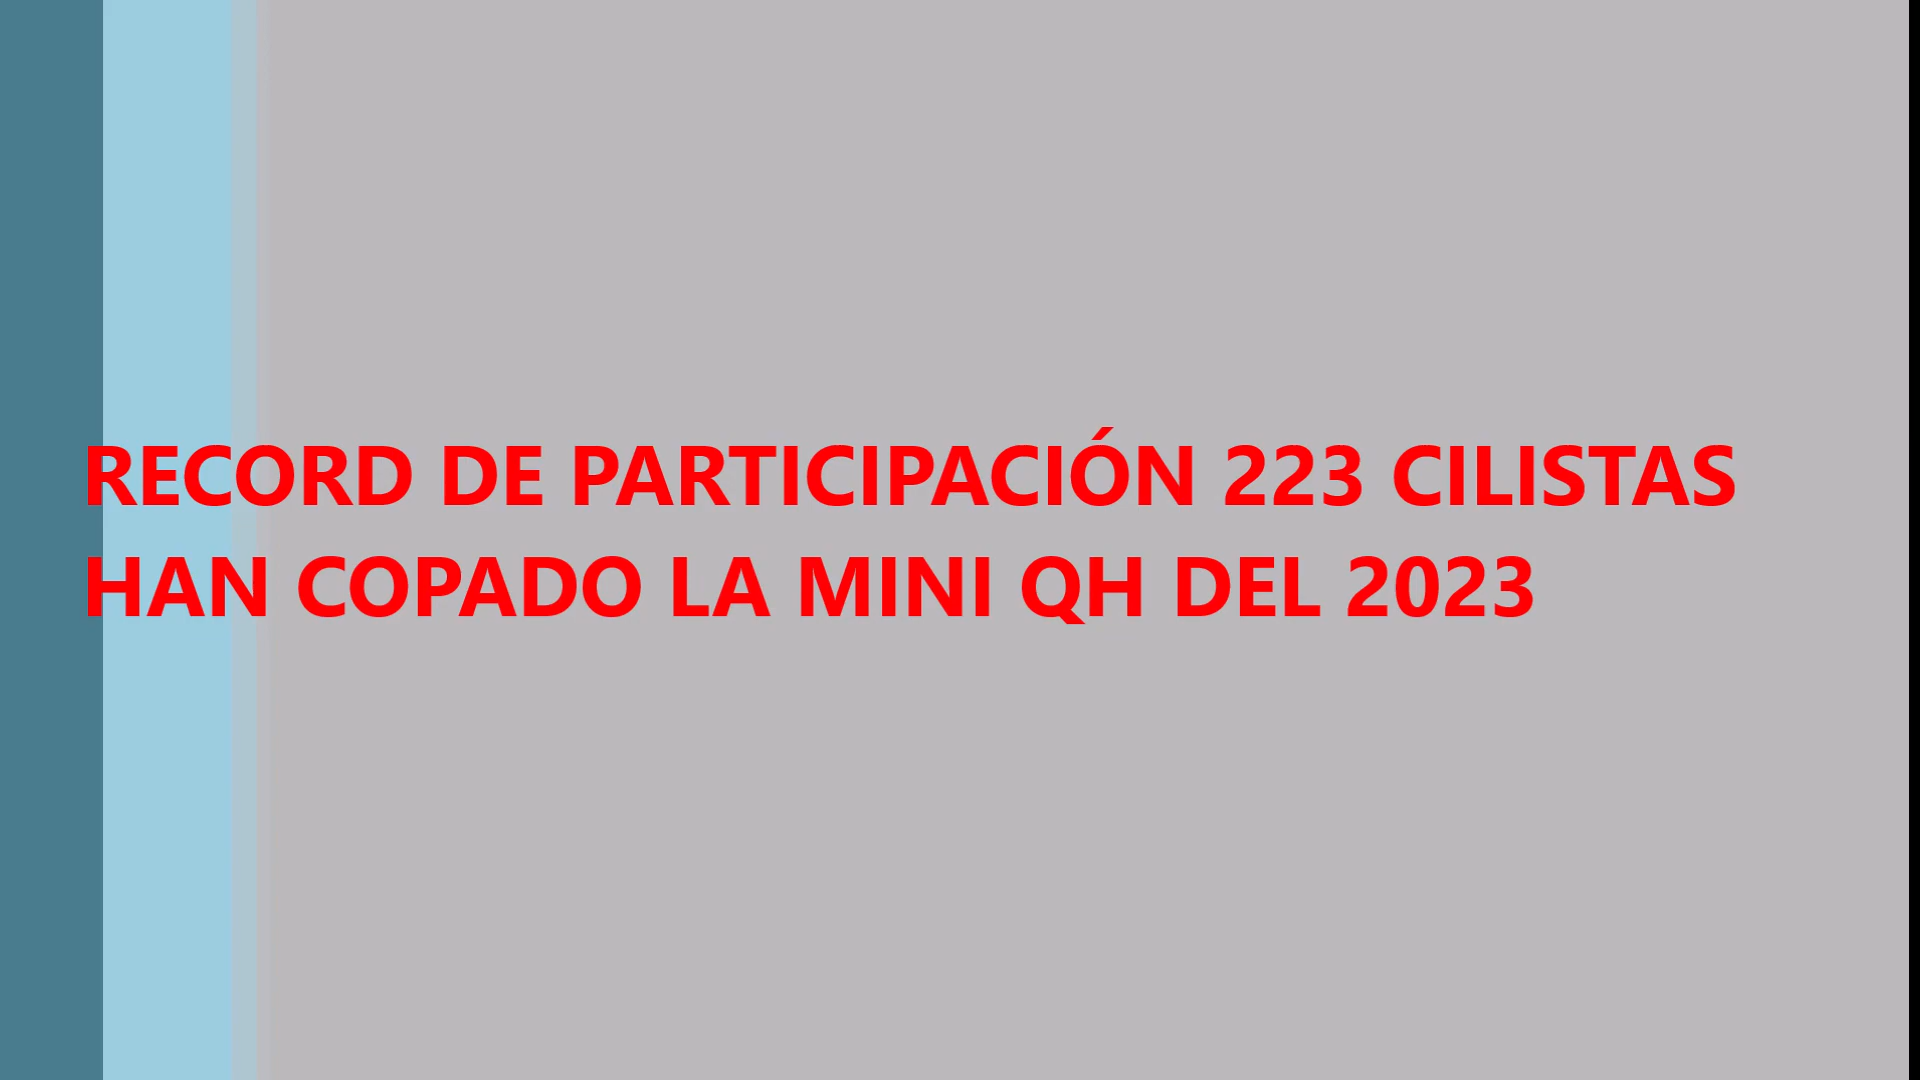 RECORD DE PARTICIPACIÓN 223 CILISTAS
HAN COPADO LA MINI QH DEL 2023